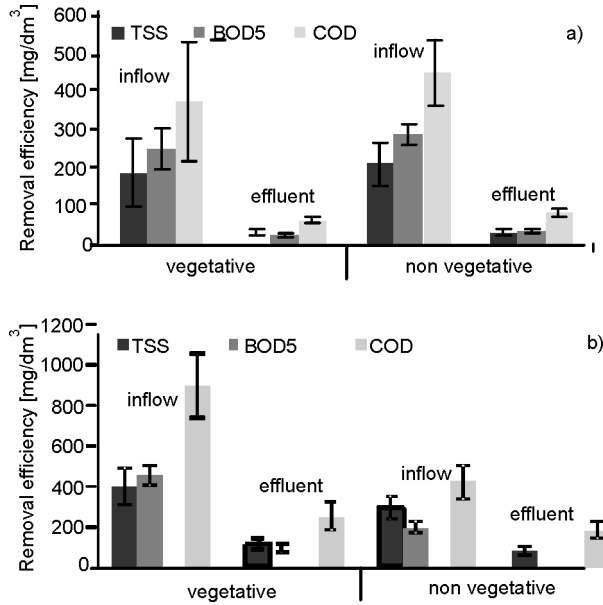 600
500
400
300
200
100
0
Removal efficiency [mg/dm³]
TSS BOD5 COD
a)
inflow
effluent
inflow
effluent
vegetative
non vegetative
1200
1000
800
600
400
200
0
Removal efficiency [mg/dm³]
TSS BOD5 COD
b)
inflow
effluent
inflow
effluent
vegetative
non vegetative